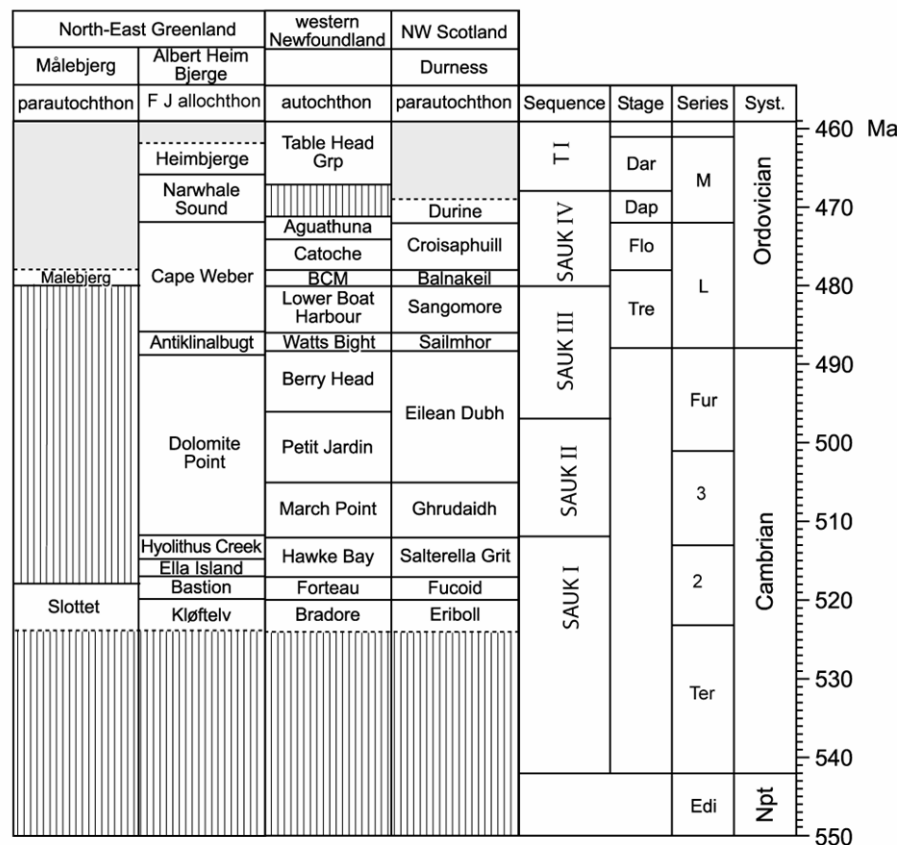 North-East Greenland
western
Newfoundland
NW Scotland
Målebjerg
Albert Heim
Bjerge
Durness
parautochthon
F J allochthon
autochthon
parautochthon
Sequence
Stage
Series
Syst.
Malebjerg
Slottet
Heimbjerge
Narwhale
Sound
Cape Weber
Antiklinalbugt
Dolomite
Point
Hyolithus Creek
Ella Island
Bastion
Kløftelv
Table Head
Grp
Aguathuna
Catoche
BCM
Lower Boat
Harbour
Watts Bight
Berry Head
Petit Jardin
March Point
Hawke Bay
Forteau
Bradore
Durine
Croisaphuill
Balnakeil
Sangomore
Sailmhor
Eilean Dubh
Ghrudaidh
Salterella Grit
Fucoid
Eriboll
T I
SAUK IV
SAUK III
SAUK II
SAUK I
Dar
Dap
Flo
Tre
M
L
Fur
3
2
Ter
Edi
Ordovician
Cambrian
Npt
460 Ma
470
480
490
500
510
520
530
540
550